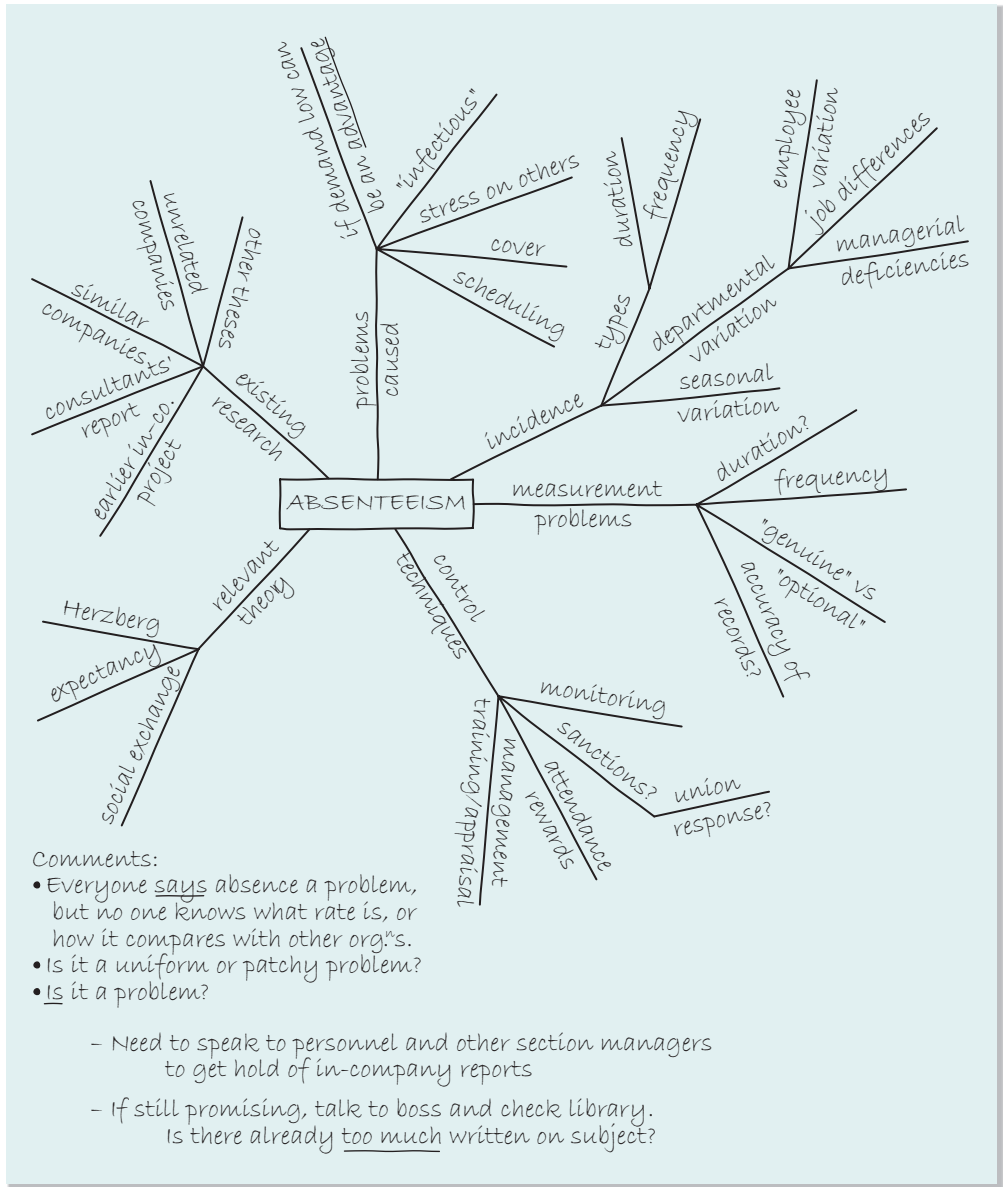 if demand low can
be an advantage
"infectious"
stress on others
cover
scheduling
problems
caused
duration
frequency
types
employee
variation
job differences
managerial
deficiencies
departmental
variation
seasonal
variation
incidence
unrelated
companies
other theses
similar
companies
consultants'
report
earlier in-co.
project
existing
research
ABSENTEEISM
measurement
problems
duration?
frequency
"genuine" vs
"optional"
accuracy of
records?
relevant
theory
Herzberg
expectancy
social exchange
control
techniques
monitoring
sanctions?
union
response?
attendance
rewards
management
training/appraisal
Comments:
• Everyone says absence a problem,
but no one knows what rate is, or
how it compares with other org.ⁿs.
• Is it a uniform or patchy problem?
• Is it a problem?
– Need to speak to personnel and other section managers
to get hold of in-company reports
– If still promising, talk to boss and check library.
Is there already too much written on subject?